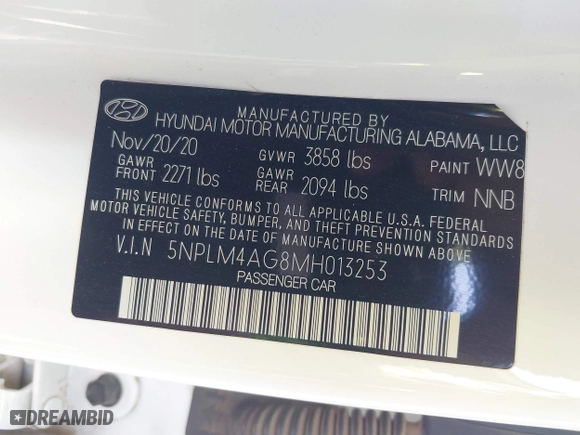 MANUFACTURED BY
HYUNDAI MOTOR MANUFACTURING ALABAMA, LLC
Nov/20/20 GVWR 3858 lbs PAINT WW8
GAWR FRONT 2271 lbs GAWR REAR 2094 lbs TRIM NNB
THIS VEHICLE CONFORMS TO ALL APPLICABLE U.S.A. FEDERAL
MOTOR VEHICLE SAFETY, BUMPER, AND THEFT PREVENTION STANDARDS
IN EFFECT ON THE DATE OF MANUFACTURE SHOWN ABOVE
V.I.N 5NPLM4AG8MH013253
PASSENGER CAR
DREAMBID